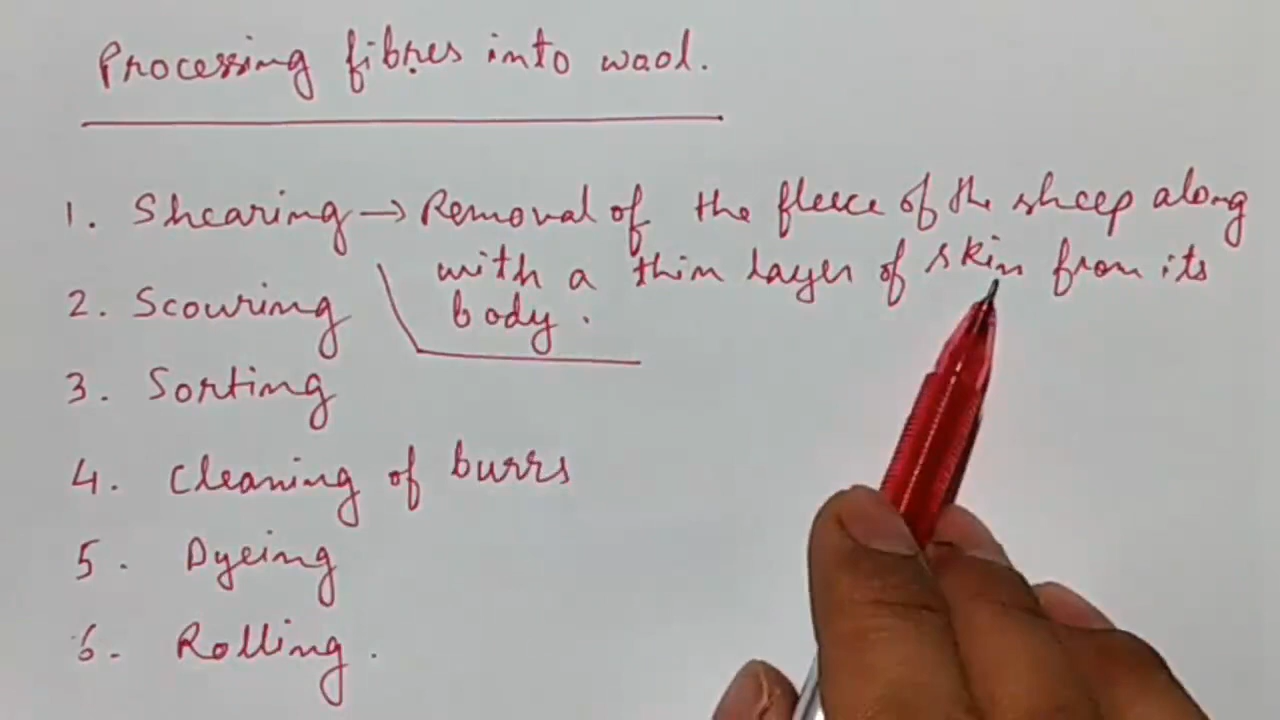 Processing fibres into wool.
1. Shearing → Removal of the fleece of the sheep along
with a thin layer of skin from its
body.
2. Scouring
3. Sorting
4. Cleaning of burrs
5. Dyeing
6. Rolling.